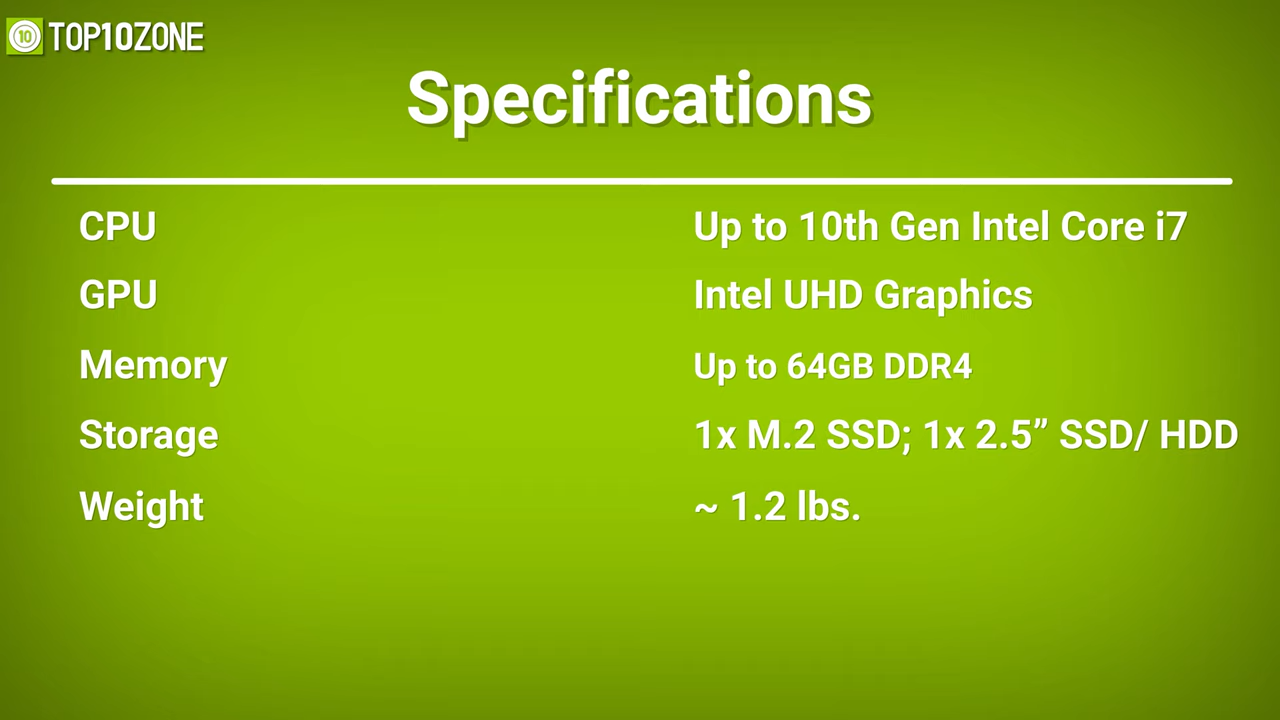 10 TOP10ZONE
Specifications
CPU Up to 10th Gen Intel Core i7
GPU Intel UHD Graphics
Memory Up to 64GB DDR4
Storage 1x M.2 SSD; 1x 2.5” SSD/ HDD
Weight ~ 1.2 lbs.